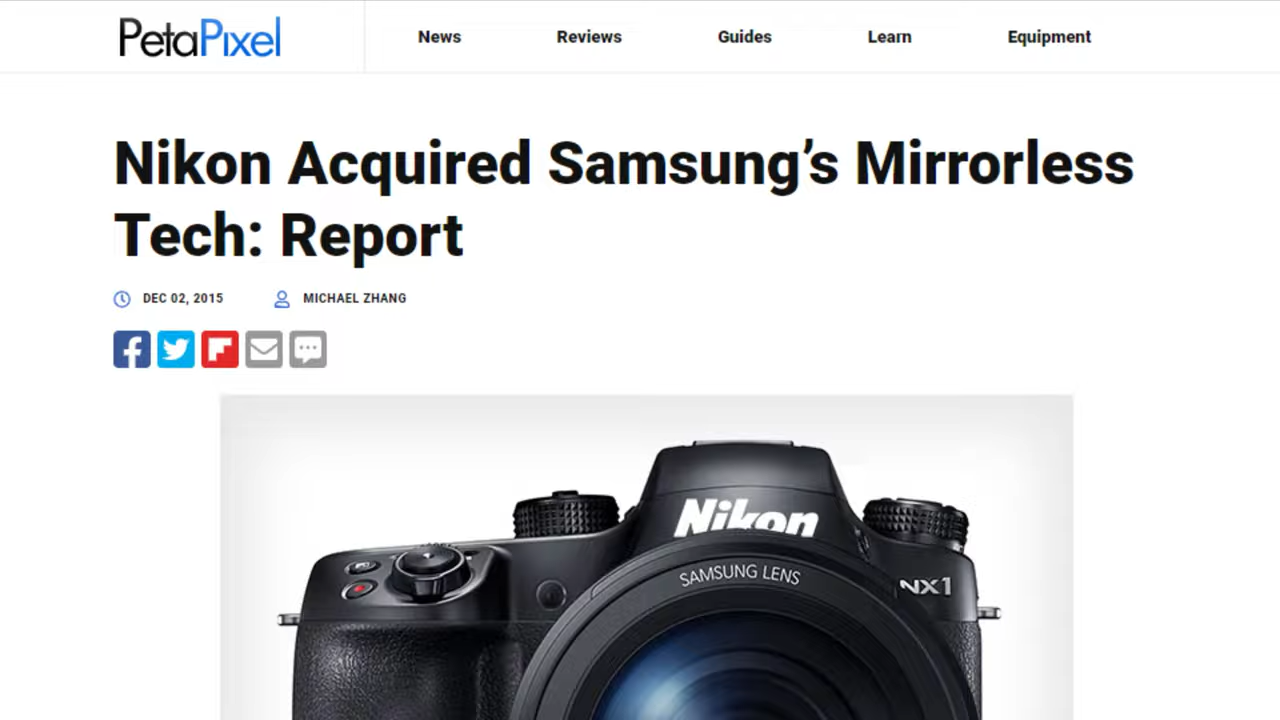 PetaPixel
News
Reviews
Guides
Learn
Equipment
Nikon Acquired Samsung’s Mirrorless
Tech: Report
DEC 02, 2015
MICHAEL ZHANG
Nikon
SAMSUNG LENS
NX1